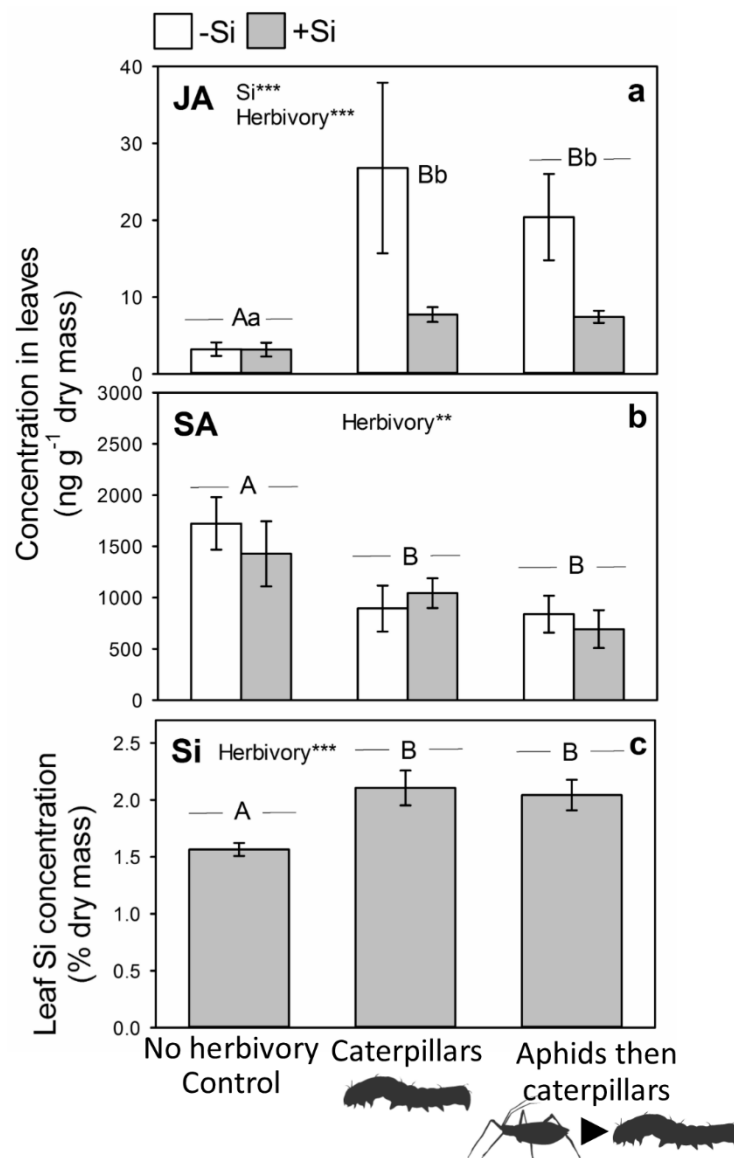 -Si +Si
Concentration in leaves
(ng g⁻¹ dry mass)
JA
Si***
Herbivory***
a
40
30
20
10
0
Aa
Bb
Bb
SA
Herbivory**
b
3000
2500
2000
1500
1000
500
0
A
B
B
Leaf Si concentration
(% dry mass)
Si
Herbivory***
c
2.5
2.0
1.5
1.0
0.5
0.0
A
B
B
No herbivory
Control
Caterpillars
Aphids then
caterpillars